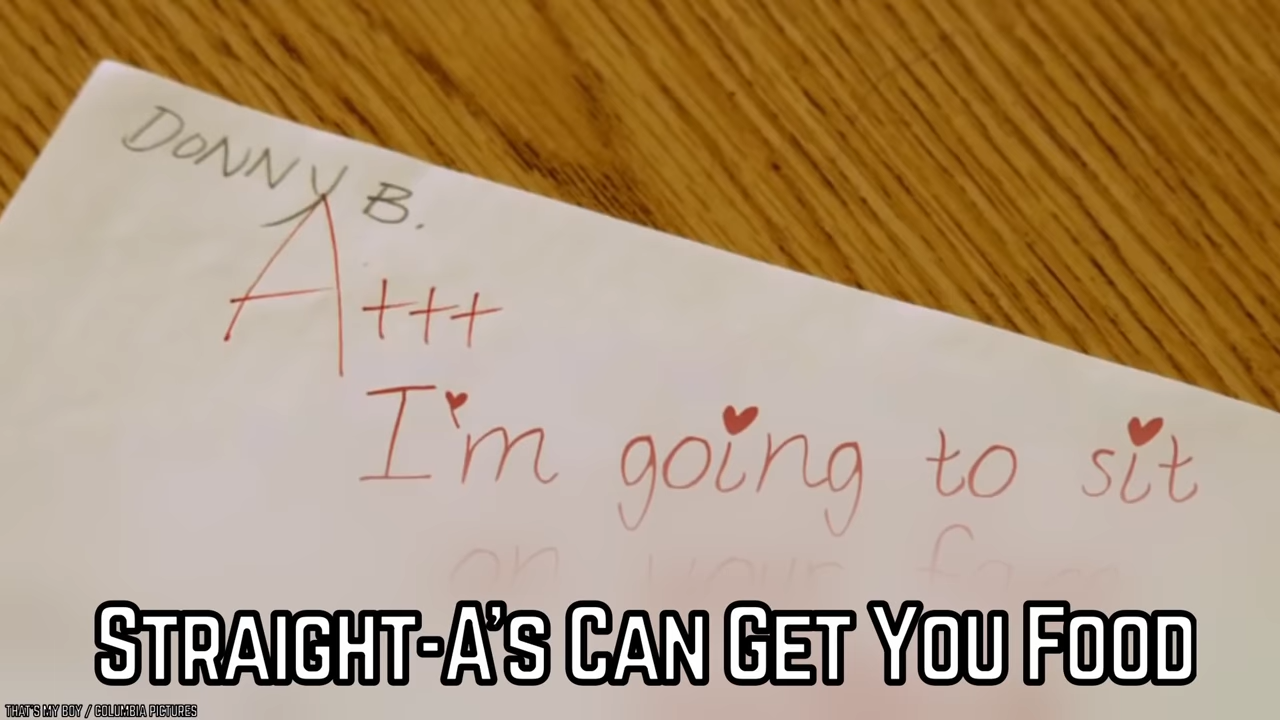 DONNY B.
A+++
I'm going to sit
STRAIGHT-A'S CAN GET YOU FOOD
THAT'S MY BOY / COLUMBIA PICTURES